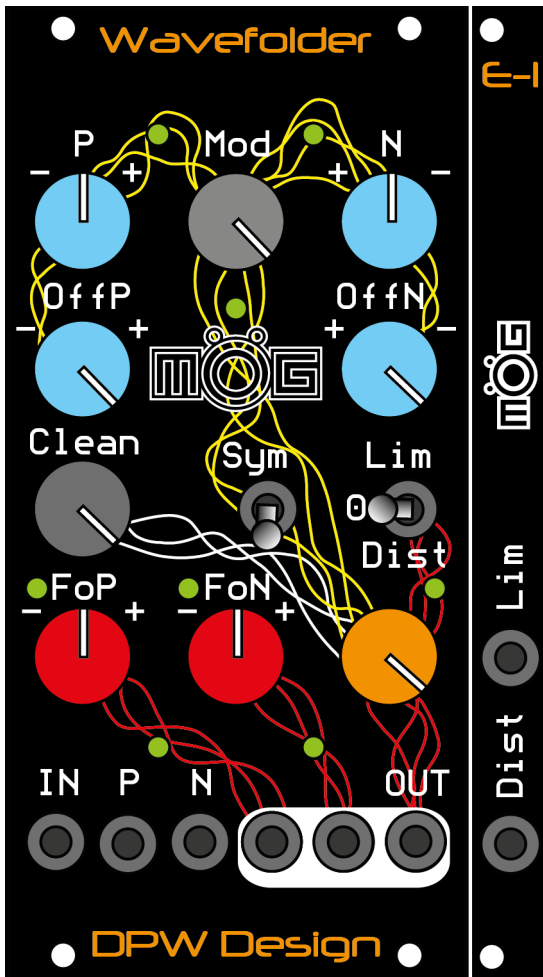 Wavefolder
E-1
P Mod N
- + + -
OffP OffN
- + + -
MÖG
MÖG
Clean Sym Lim
0
Dist
FoP FoN
- + - +
Lim
Dist
IN P N OUT
DPW Design